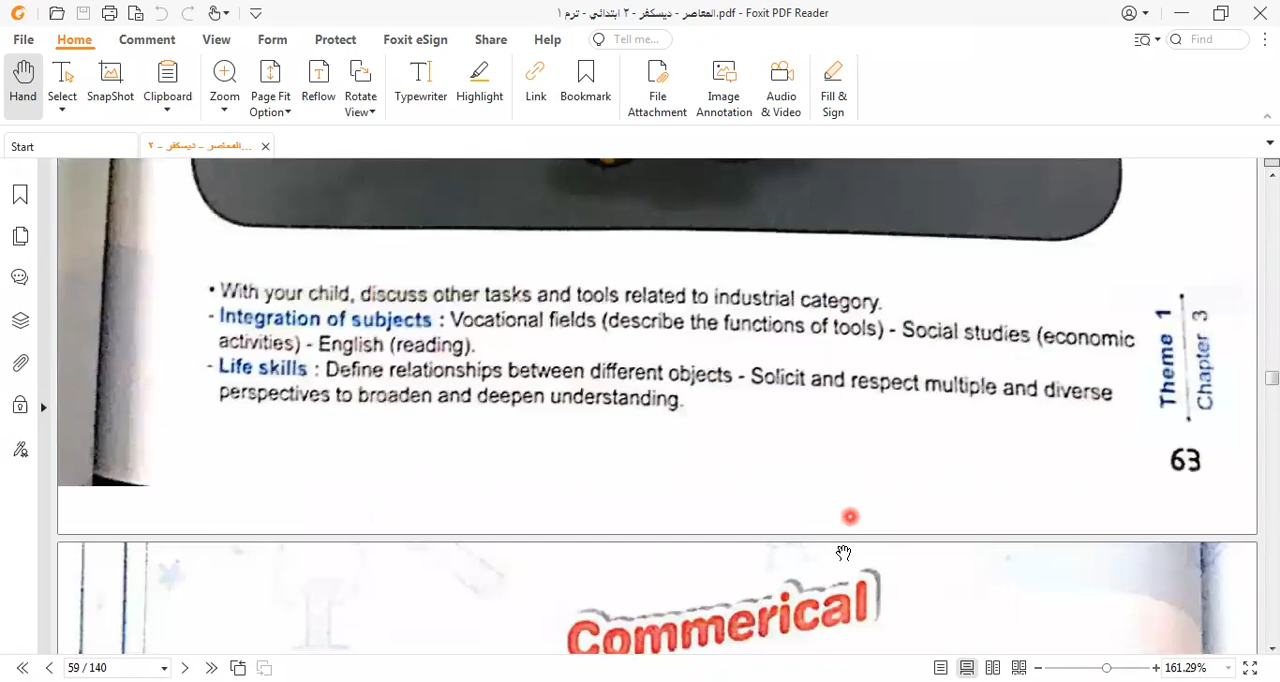 المعاصر - ديسكفر - ٢ ابتدائي - ترم ١.pdf - Foxit PDF Reader
File Home Comment View Form Protect Foxit eSign Share Help Tell me... Find
Hand Select SnapShot Clipboard Zoom Page Fit Option Reflow Rotate View Typewriter Highlight Link Bookmark File Attachment Image Annotation Audio & Video Fill & Sign
Start المعاصر - ديسكفر - ٢...
• With your child, discuss other tasks and tools related to industrial category.
- Integration of subjects : Vocational fields (describe the functions of tools) - Social studies (economic
activities) - English (reading).
- Life skills : Define relationships between different objects - Solicit and respect multiple and diverse
perspectives to broaden and deepen understanding.
Theme 1
Chapter 3
63
Commerical
59 / 140 161.29%